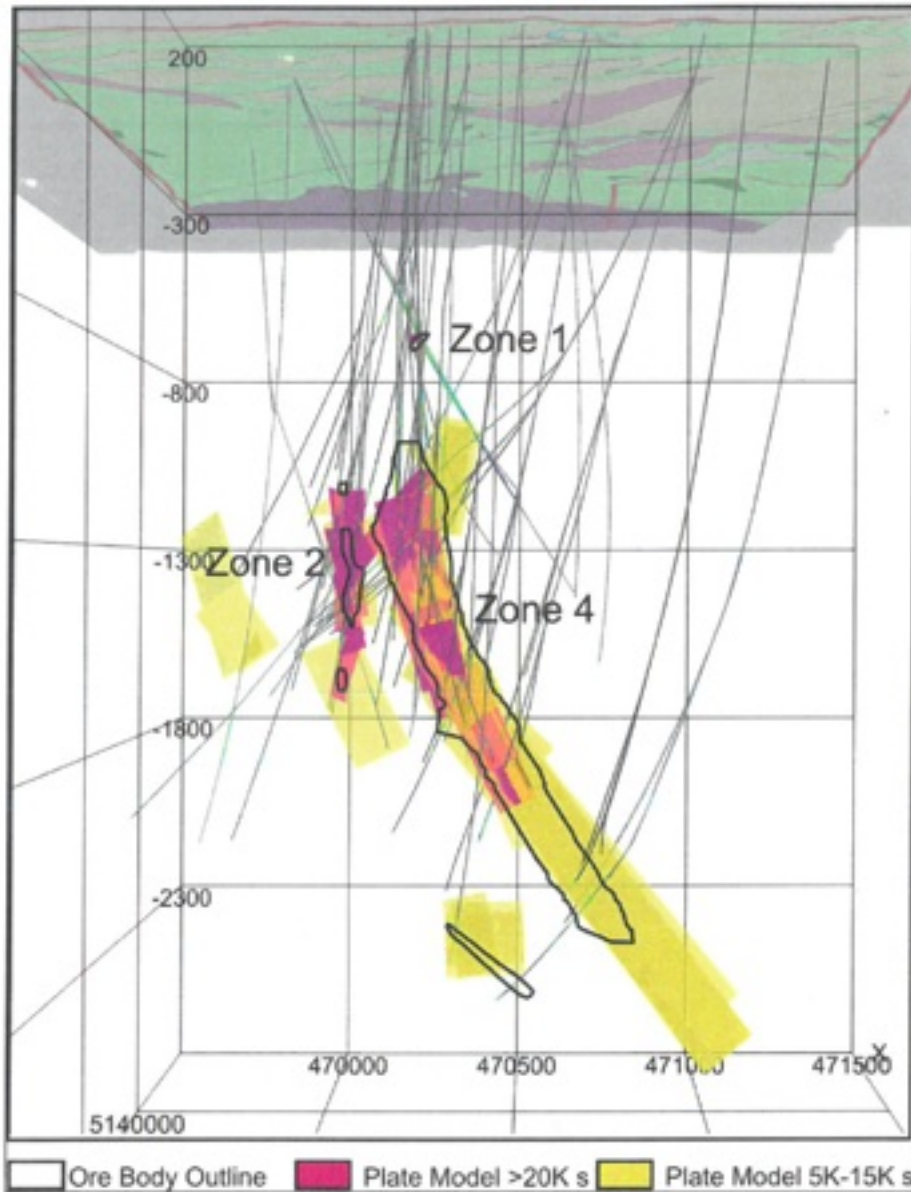 200
-300
Zone 1
-800
-1300
Zone 2
Zone 4
-1800
-2300
470000 470500 471000 471500 X
5140000
Ore Body Outline Plate Model >20K s Plate Model 5K-15K s